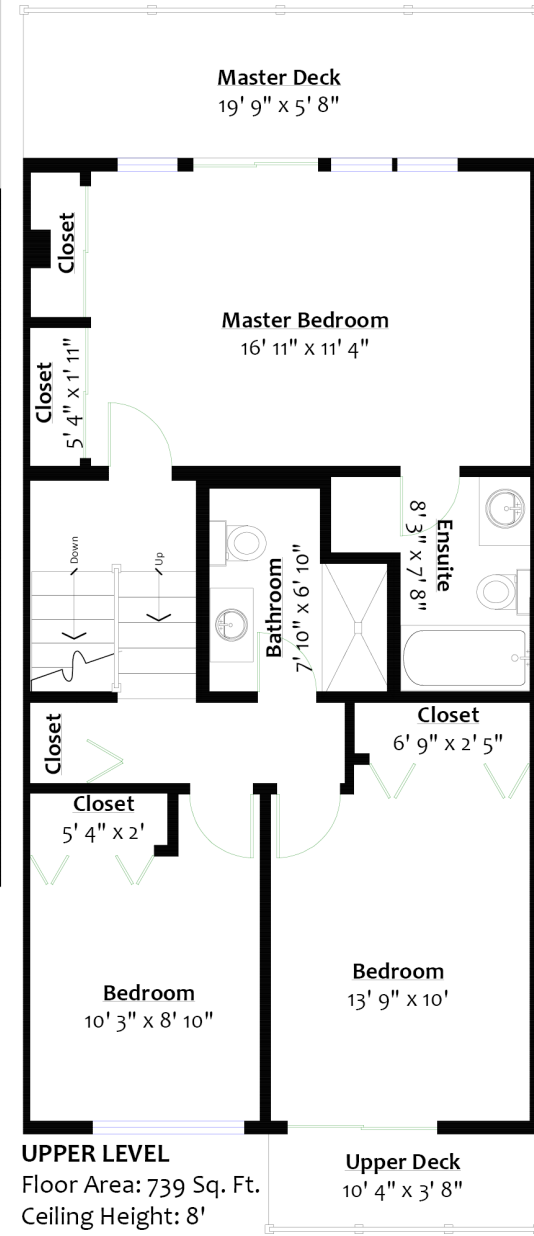 Master Deck
19' 9" x 5' 8"
Closet
Master Bedroom
16' 11" x 11' 4"
Closet
5' 4" x 1' 11"
Down
Up
Bathroom
7' 10" x 6' 10"
Ensuite
8' 3" x 7' 8"
Closet
Closet
6' 9" x 2' 5"
Closet
5' 4" x 2'
Bedroom
10' 3" x 8' 10"
Bedroom
13' 9" x 10'
UPPER LEVEL
Floor Area: 739 Sq. Ft.
Ceiling Height: 8'
Upper Deck
10' 4" x 3' 8"